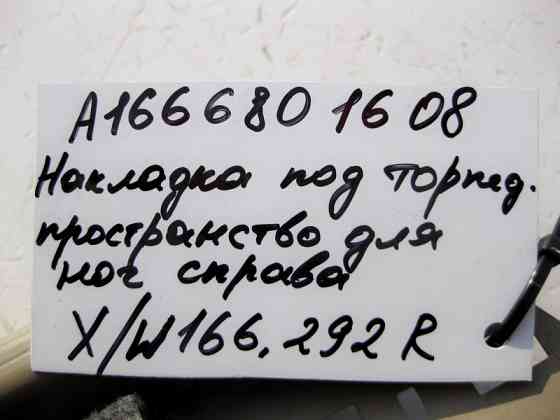 A166 680 16 08
Накладка под торпед.
пространство для
ног справа
X/W166, 292 R